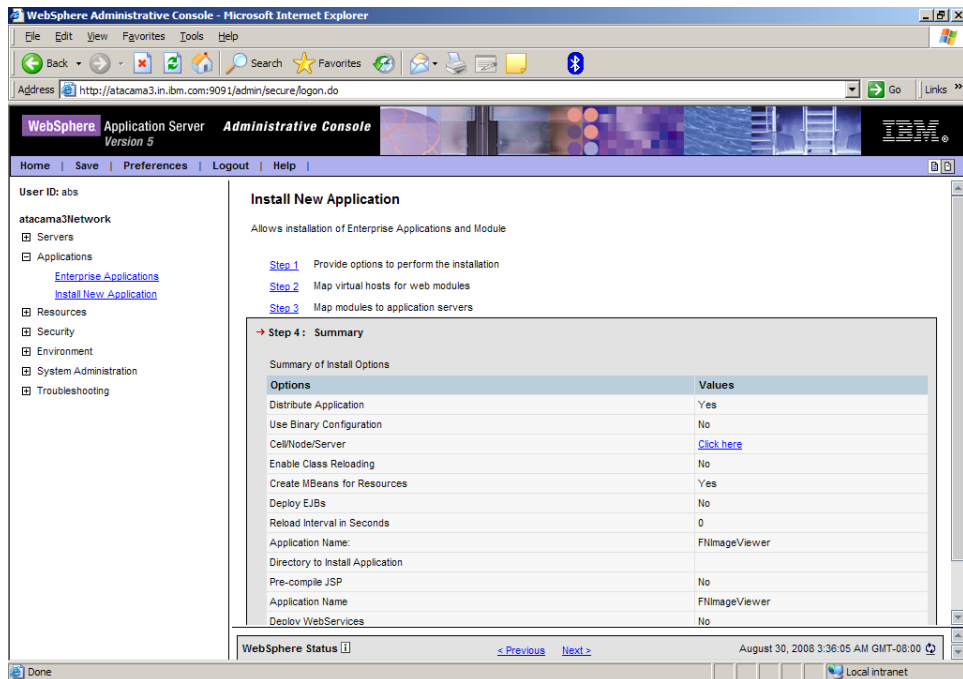 WebSphere Administrative Console - Microsoft Internet Explorer
File Edit View Favorites Tools Help
Back Search Favorites
Address http://atacama3.in.ibm.com:9091/admin/secure/logon.do Go Links »
WebSphere Application Server Administrative Console
Version 5
IBM®
Home | Save | Preferences | Logout | Help |
User ID: abs
atacama3Network
Servers
Applications
Enterprise Applications
Install New Application
Resources
Security
Environment
System Administration
Troubleshooting
Install New Application
Allows installation of Enterprise Applications and Module
Step 1 Provide options to perform the installation
Step 2 Map virtual hosts for web modules
Step 3 Map modules to application servers
Step 4 : Summary
Summary of Install Options
Options Values
Distribute Application Yes
Use Binary Configuration No
Cell/Node/Server Click here
Enable Class Reloading No
Create MBeans for Resources Yes
Deploy EJBs No
Reload Interval in Seconds 0
Application Name: FNImageViewer
Directory to Install Application
Pre-compile JSP No
Application Name FNImageViewer
Deploy WebServices No
WebSphere Status i < Previous Next > August 30, 2008 3:36:05 AM GMT-08:00
Done Local intranet